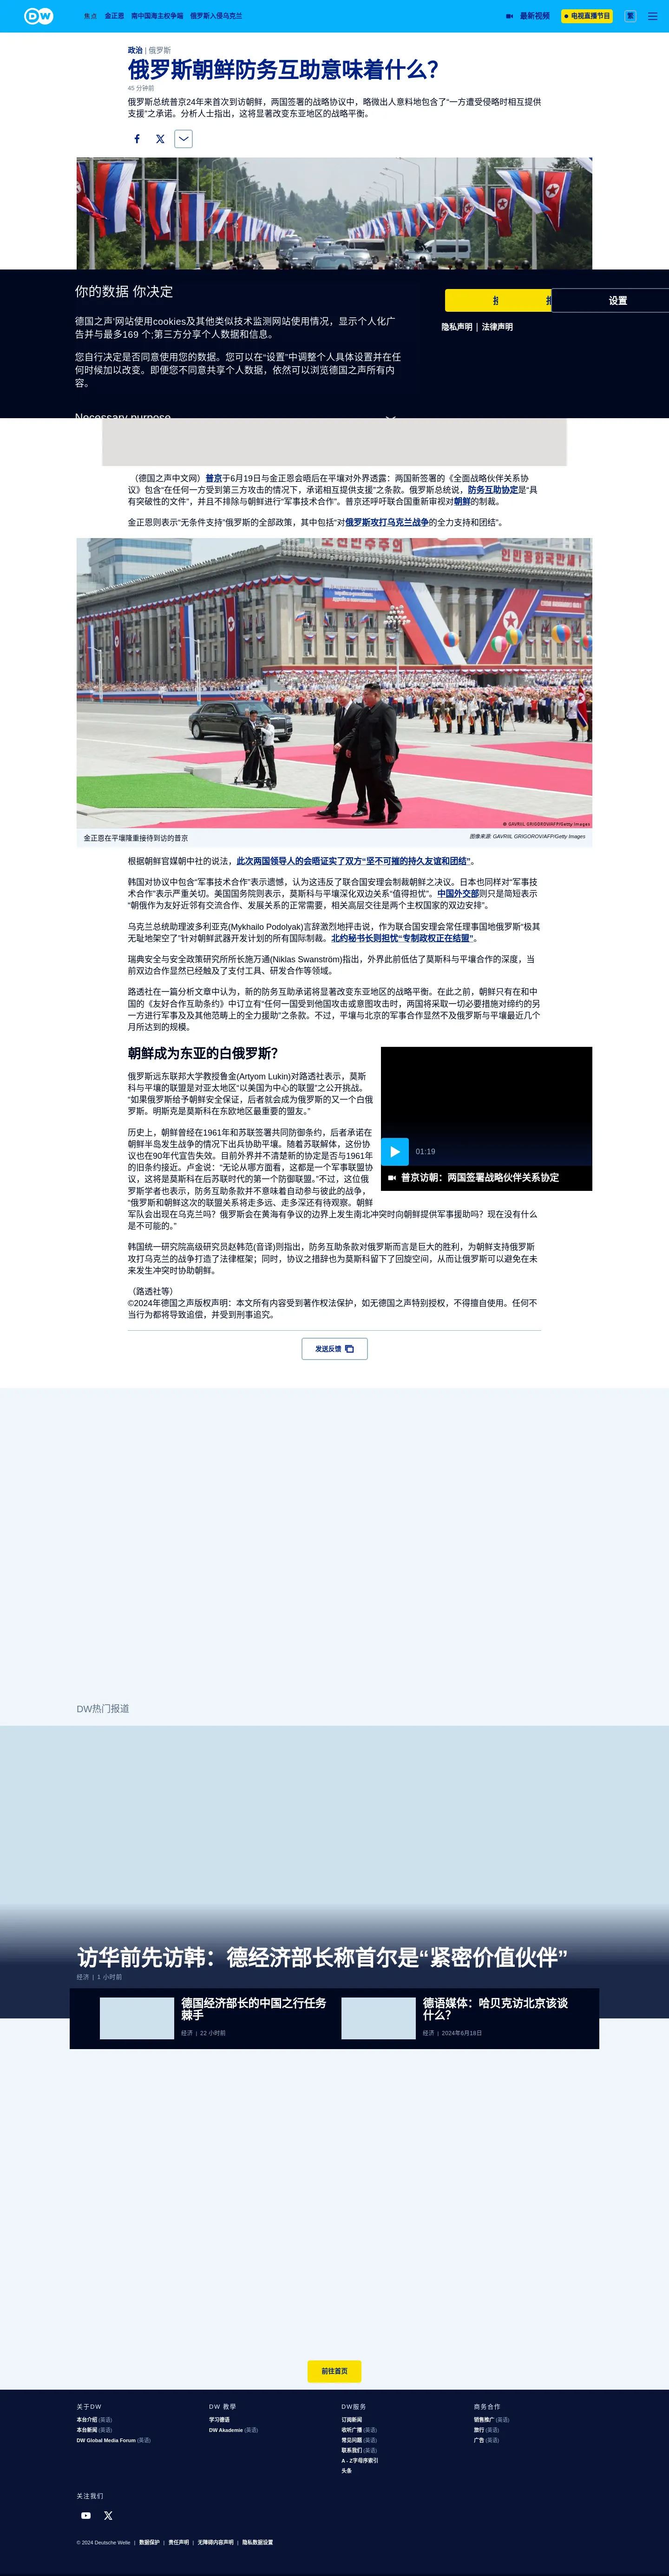 DW
焦点 金正恩 南中国海主权争端 俄罗斯入侵乌克兰
最新视频 电视直播节目 繁
政治 | 俄罗斯
俄罗斯朝鲜防务互助意味着什么？
45 分钟前
俄罗斯总统普京24年来首次到访朝鲜，两国签署的战略协议中，略微出人意料地包含了“一方遭受侵略时相互提供
支援”之承诺。分析人士指出，这将显著改变东亚地区的战略平衡。
你的数据 你决定
德国之声'网站使用cookies及其他类似技术监测网站使用情况，显示个人化广
告并与最多169 个;第三方分享个人数据和信息。
您自行决定是否同意使用您的数据。您可以在“设置”中调整个人具体设置并在任
何时候加以改变。即便您不同意共享个人数据，依然可以浏览德国之声所有内
容。
Necessary purpose
设置
隐私声明 | 法律声明
（德国之声中文网）普京于6月19日与金正恩会晤后在平壤对外界透露：两国新签署的《全面战略伙伴关系协
议》包含“在任何一方受到第三方攻击的情况下，承诺相互提供支援”之条款。俄罗斯总统说，防务互助协定是“具
有突破性的文件”，并且不排除与朝鲜进行“军事技术合作”。普京还呼吁联合国重新审视对朝鲜的制裁。
金正恩则表示“无条件支持”俄罗斯的全部政策，其中包括“对俄罗斯攻打乌克兰战争的全力支持和团结”。
© GAVRIIL GRIGOROV/AFP/Getty Images
金正恩在平壤隆重接待到访的普京
图像来源: GAVRIIL GRIGOROV/AFP/Getty Images
根据朝鲜官媒朝中社的说法，此次两国领导人的会晤证实了双方“坚不可摧的持久友谊和团结”。
韩国对协议中包含“军事技术合作”表示遗憾，认为这违反了联合国安理会制裁朝鲜之决议。日本也同样对“军事技
术合作”表示严重关切。美国国务院则表示，莫斯科与平壤深化双边关系“值得担忧”。中国外交部则只是简短表示
“朝俄作为友好近邻有交流合作、发展关系的正常需要，相关高层交往是两个主权国家的双边安排”。
乌克兰总统助理波多利亚克(Mykhailo Podolyak)言辞激烈地抨击说，作为联合国安理会常任理事国地俄罗斯“极其
无耻地架空了”针对朝鲜武器开发计划的所有国际制裁。北约秘书长则担忧“专制政权正在结盟”。
瑞典安全与安全政策研究所所长施万通(Niklas Swanström)指出，外界此前低估了莫斯科与平壤合作的深度，当
前双边合作显然已经触及了支付工具、研发合作等领域。
路透社在一篇分析文章中认为，新的防务互助承诺将显著改变东亚地区的战略平衡。在此之前，朝鲜只有在和中
国的《友好合作互助条约》中订立有“任何一国受到他国攻击或意图攻击时，两国将采取一切必要措施对缔约的另
一方进行军事及及其他范畴上的全力援助”之条款。不过，平壤与北京的军事合作显然不及俄罗斯与平壤最近几个
月所达到的规模。
朝鲜成为东亚的白俄罗斯？
俄罗斯远东联邦大学教授鲁金(Artyom Lukin)对路透社表示，莫斯
科与平壤的联盟是对亚太地区“以美国为中心的联盟”之公开挑战。
“如果俄罗斯给予朝鲜安全保证，后者就会成为俄罗斯的又一个白俄
罗斯。明斯克是莫斯科在东欧地区最重要的盟友。”
01:19
普京访朝：两国签署战略伙伴关系协定
历史上，朝鲜曾经在1961年和苏联签署共同防御条约，后者承诺在
朝鲜半岛发生战争的情况下出兵协助平壤。随着苏联解体，这份协
议也在90年代宣告失效。目前外界并不清楚新的协定是否与1961年
的旧条约接近。卢金说：“无论从哪方面看，这都是一个军事联盟协
议，这将是莫斯科在后苏联时代的第一个防御联盟。”不过，这位俄
罗斯学者也表示，防务互助条款并不意味着自动参与彼此的战争，
“俄罗斯和朝鲜这次的联盟关系将走多远、走多深还有待观察。朝鲜
军队会出现在乌克兰吗？俄罗斯会在黄海有争议的边界上发生南北冲突时向朝鲜提供军事援助吗？现在没有什么
是不可能的。”
韩国统一研究院高级研究员赵韩范(音译)则指出，防务互助条款对俄罗斯而言是巨大的胜利，为朝鲜支持俄罗斯
攻打乌克兰的战争打造了法律框架；同时，协议之措辞也为莫斯科留下了回旋空间，从而让俄罗斯可以避免在未
来发生冲突时协助朝鲜。
（路透社等）
©2024年德国之声版权声明：本文所有内容受到著作权法保护，如无德国之声特别授权，不得擅自使用。任何不
当行为都将导致追偿，并受到刑事追究。
发送反馈
DW热门报道
访华前先访韩：德经济部长称首尔是“紧密价值伙伴”
经济 | 1 小时前
德国经济部长的中国之行任务
棘手
经济 | 22 小时前
德语媒体：哈贝克访北京该谈
什么？
经济 | 2024年6月18日
前往首页
关于DW
本台介绍 (英语)
本台新闻 (英语)
DW Global Media Forum (英语)
DW 教學
学习德语
DW Akademie (英语)
DW服务
订阅新闻
收听广播 (英语)
常见问题 (英语)
联系我们 (英语)
A - Z字母序索引
头条
商务合作
销售推广 (英语)
旅行 (英语)
广告 (英语)
关注我们
© 2024 Deutsche Welle | 数据保护 | 责任声明 | 无障碍内容声明 | 隐私数据设置